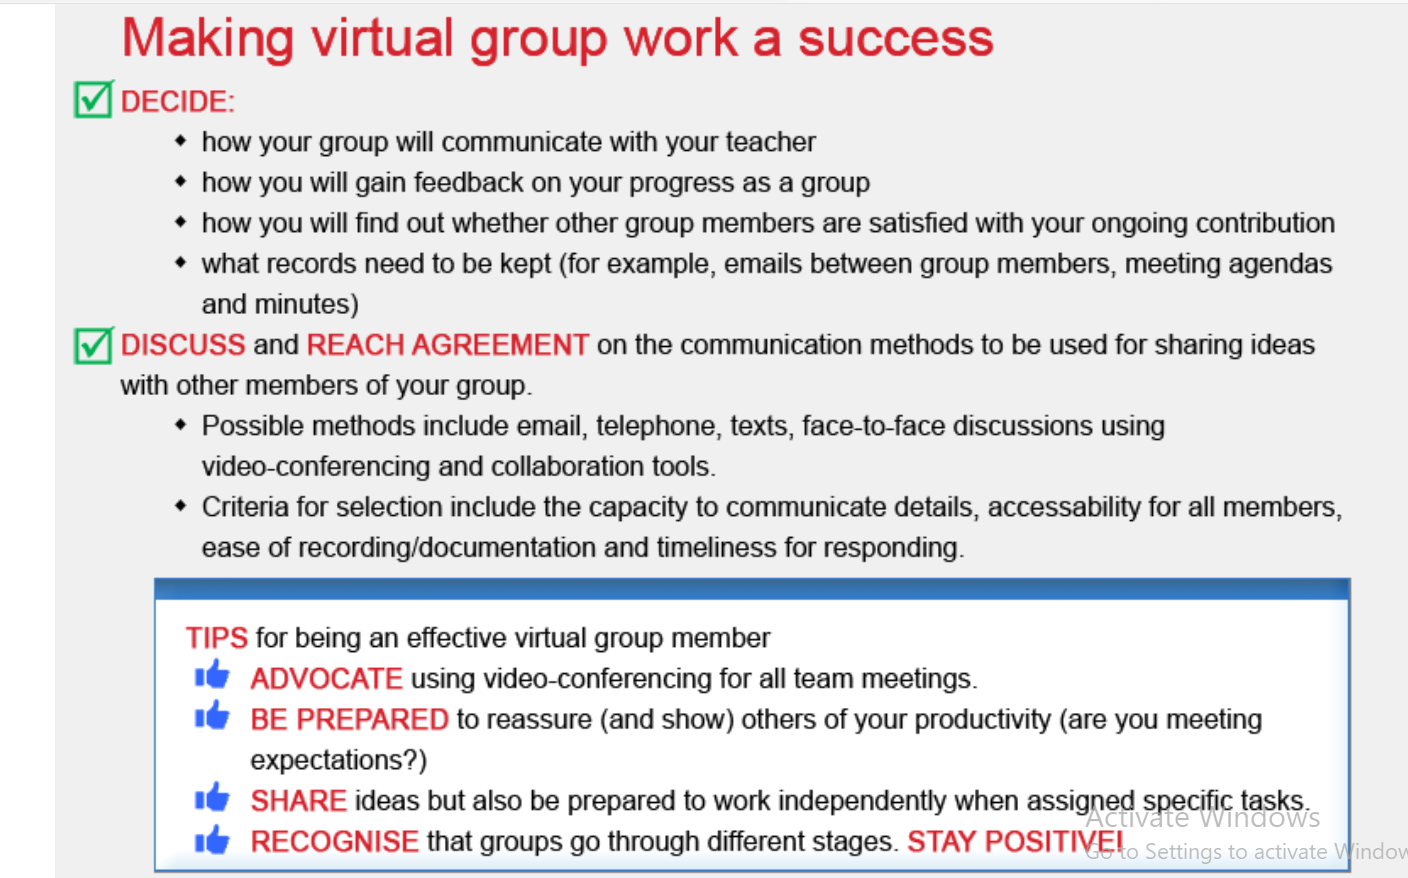 Making virtual group work a success
DECIDE:
how your group will communicate with your teacher
how you will gain feedback on your progress as a group
how you will find out whether other group members are satisfied with your ongoing contribution
what records need to be kept (for example, emails between group members, meeting agendas
and minutes)
DISCUSS and REACH AGREEMENT on the communication methods to be used for sharing ideas
with other members of your group.
Possible methods include email, telephone, texts, face-to-face discussions using
video-conferencing and collaboration tools.
Criteria for selection include the capacity to communicate details, accessability for all members,
ease of recording/documentation and timeliness for responding.
TIPS for being an effective virtual group member
ADVOCATE using video-conferencing for all team meetings.
BE PREPARED to reassure (and show) others of your productivity (are you meeting
expectations?)
SHARE ideas but also be prepared to work independently when assigned specific tasks.
RECOGNISE that groups go through different stages. STAY POSITIVE!
Activate Windows
Go to Settings to activate Window